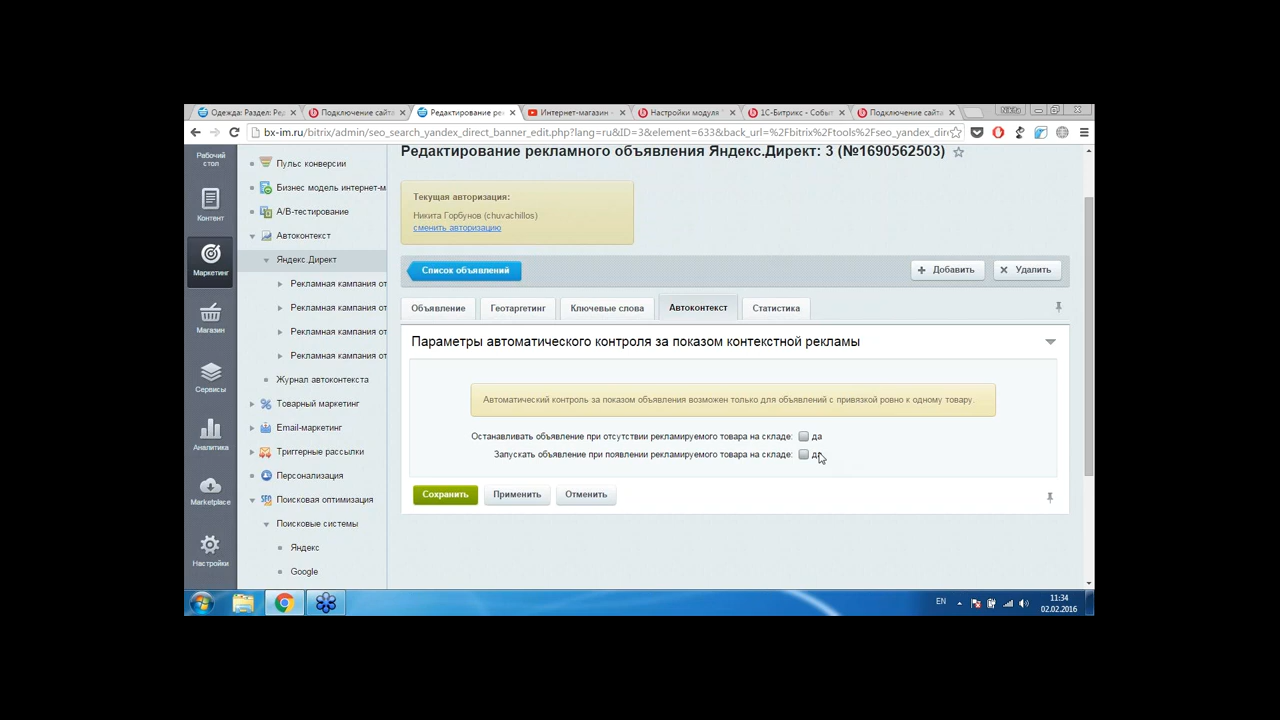 Одежда: Раздел: Ред
Подключение сайта
Редактирование ре
Интернет-магазин -
Настройки модуля
1С-Битрикс - Событ
Подключение сайта
Nikita
bx-im.ru/bitrix/admin/seo_search_yandex_direct_banner_edit.php?lang=ru&ID=3&element=633&back_url=%2Fbitrix%2Ftools%2Fseo_yandex_dire
Рабочий
стол
Контент
Маркетинг
Магазин
Сервисы
Аналитика
Marketplace
Настройки
Пульс конверсии
Бизнес модель интернет-м
A/B-тестирование
Автоконтекст
Яндекс.Директ
Рекламная кампания от
Рекламная кампания от
Рекламная кампания от
Рекламная кампания от
Журнал автоконтекста
Товарный маркетинг
Email-маркетинг
Триггерные рассылки
Персонализация
SEO Поисковая оптимизация
Поисковые системы
Яндекс
Google
Редактирование рекламного объявления Яндекс.Директ: 3 (№1690562503)
Текущая авторизация:
Никита Горбунов (chuvachillos)
сменить авторизацию
Список объявлений
Добавить
Удалить
Объявление
Геотаргетинг
Ключевые слова
Автоконтекст
Статистика
Параметры автоматического контроля за показом контекстной рекламы
Автоматический контроль за показом объявления возможен только для объявлений с привязкой ровно к одному товару.
Останавливать объявление при отсутствии рекламируемого товара на складе: да
Запускать объявление при появлении рекламируемого товара на складе: да
Сохранить
Применить
Отменить
EN
11:34
02.02.2016